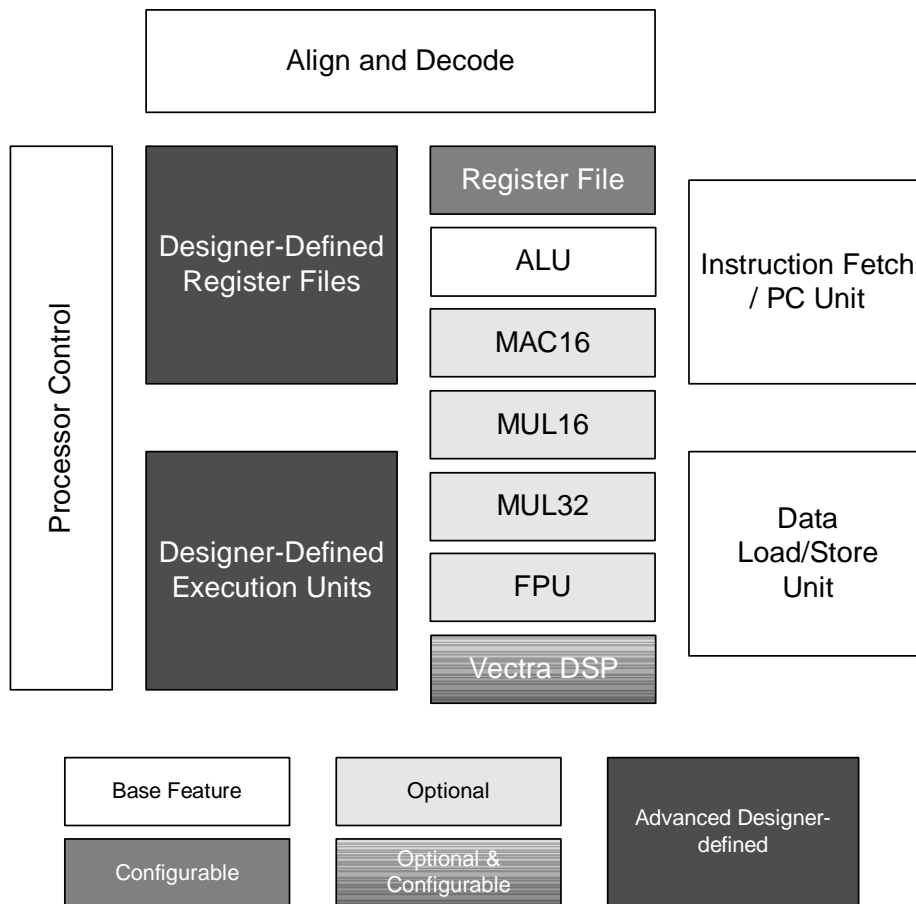 Align and Decode
Processor Control
Designer-Defined
Register Files
Register File
ALU
MAC16
MUL16
MUL32
FPU
Vectra DSP
Instruction Fetch
/ PC Unit
Designer-Defined
Execution Units
Data
Load/Store
Unit
Base Feature
Optional
Advanced Designer-
defined
Configurable
Optional &
Configurable